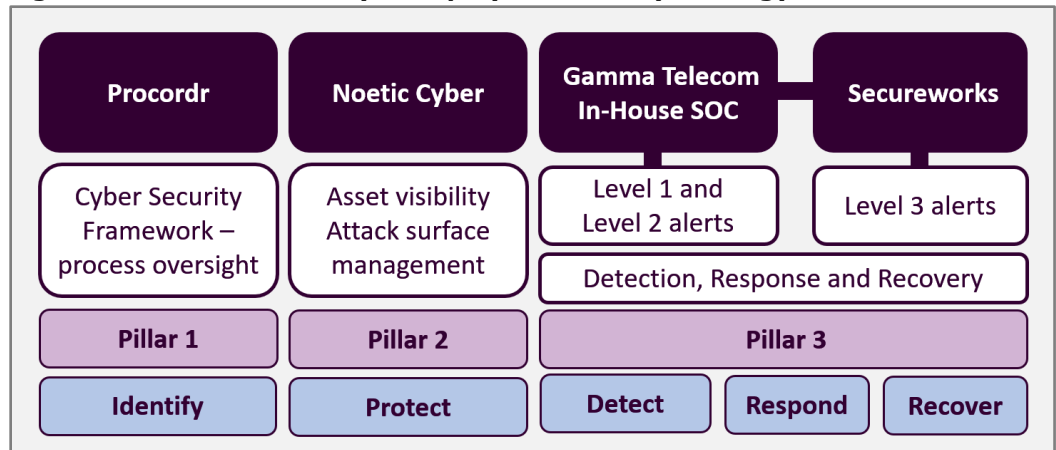 Procordr
Noetic Cyber
Gamma Telecom
In-House SOC
Secureworks
Cyber Security
Framework –
process oversight
Asset visibility
Attack surface
management
Level 1 and
Level 2 alerts
Level 3 alerts
Detection, Response and Recovery
Pillar 1
Pillar 2
Pillar 3
Identify
Protect
Detect
Respond
Recover